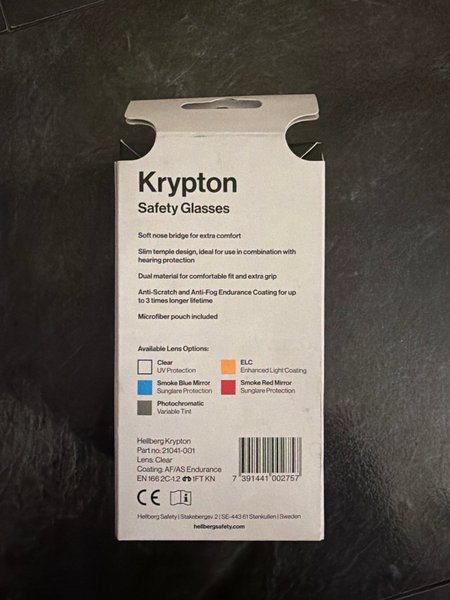 Krypton
Safety Glasses
Soft nose bridge for extra comfort
Slim temple design, ideal for use in combination with
hearing protection
Dual material for comfortable fit and extra grip
Anti-Scratch and Anti-Fog Endurance Coating for up
to 3 times longer lifetime
Microfiber pouch included
Available Lens Options:
Clear
UV Protection
ELC
Enhanced Light Coating
Smoke Blue Mirror
Sunglare Protection
Smoke Red Mirror
Sunglare Protection
Photochromatic
Variable Tint
Hellberg Krypton
Part no: 21041-001
Lens: Clear
Coating: AF/AS Endurance
EN 166 2C-1.2 1FT KN
7 391441 002757
CE
i
Hellberg Safety | Stakebergsv. 2 | SE-443 61 Stenkullen | Sweden
hellbergsafety.com